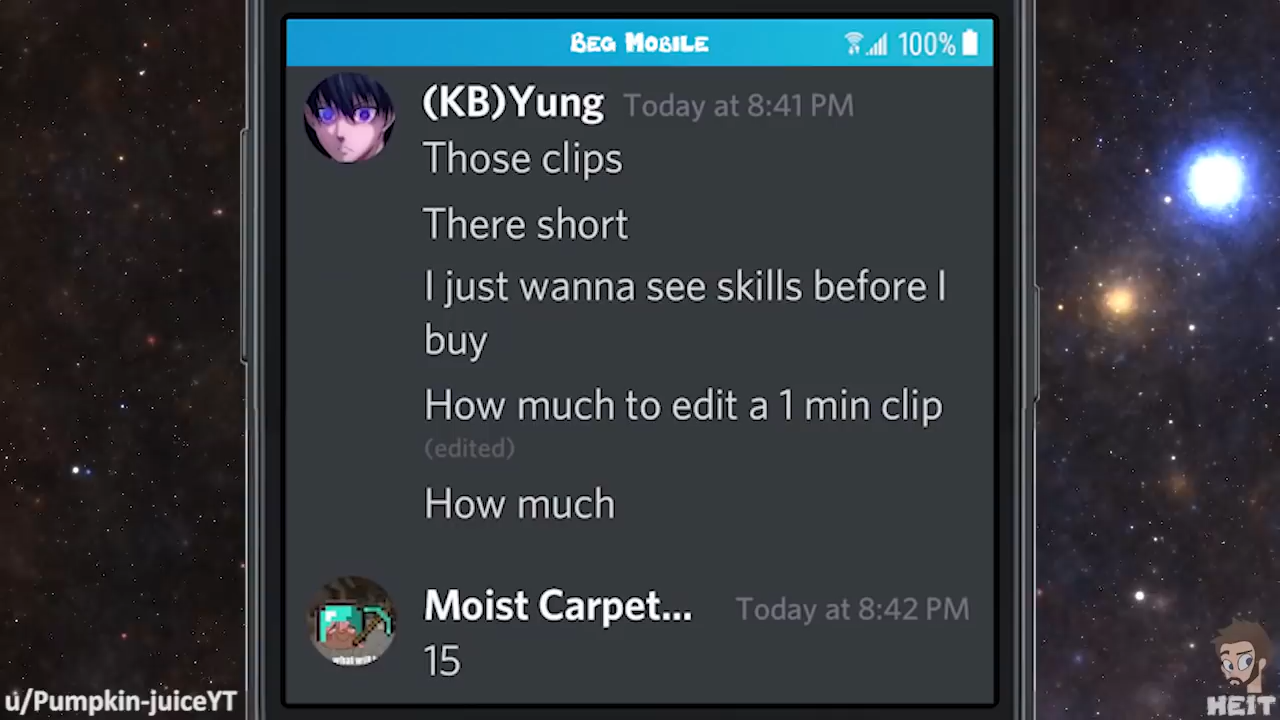 Beg Mobile 100%
(KB)Yung Today at 8:41 PM
Those clips
There short
I just wanna see skills before I
buy
How much to edit a 1 min clip
(edited)
How much
Moist Carpet... Today at 8:42 PM
15
u/Pumpkin-juiceYT
HEIT